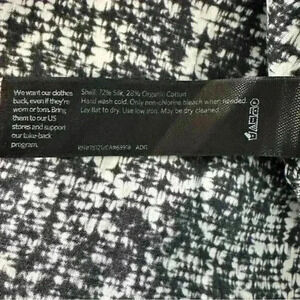 We want our clothes
back, even if they're
worn or torn. Bring
them to our US
stores and support
our take-back
program.
Shell: 72% Silk, 28% Organic Cotton
Hand wash cold. Only non-chlorine bleach when needed.
Lay flat to dry. Use low iron. May be dry cleaned.